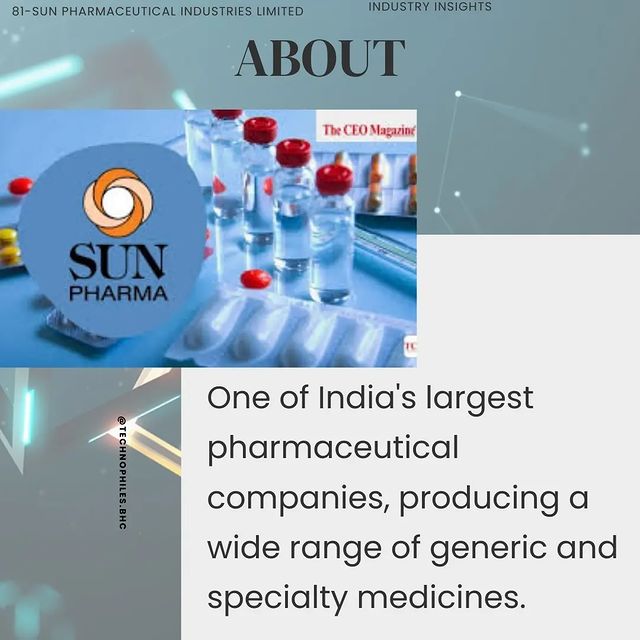 81-SUN PHARMACEUTICAL INDUSTRIES LIMITED
INDUSTRY INSIGHTS
ABOUT
The CEO Magazine
SUN
PHARMA
TC
@TECHNOPHILES.BHC
One of India's largest
pharmaceutical
companies, producing a
wide range of generic and
specialty medicines.